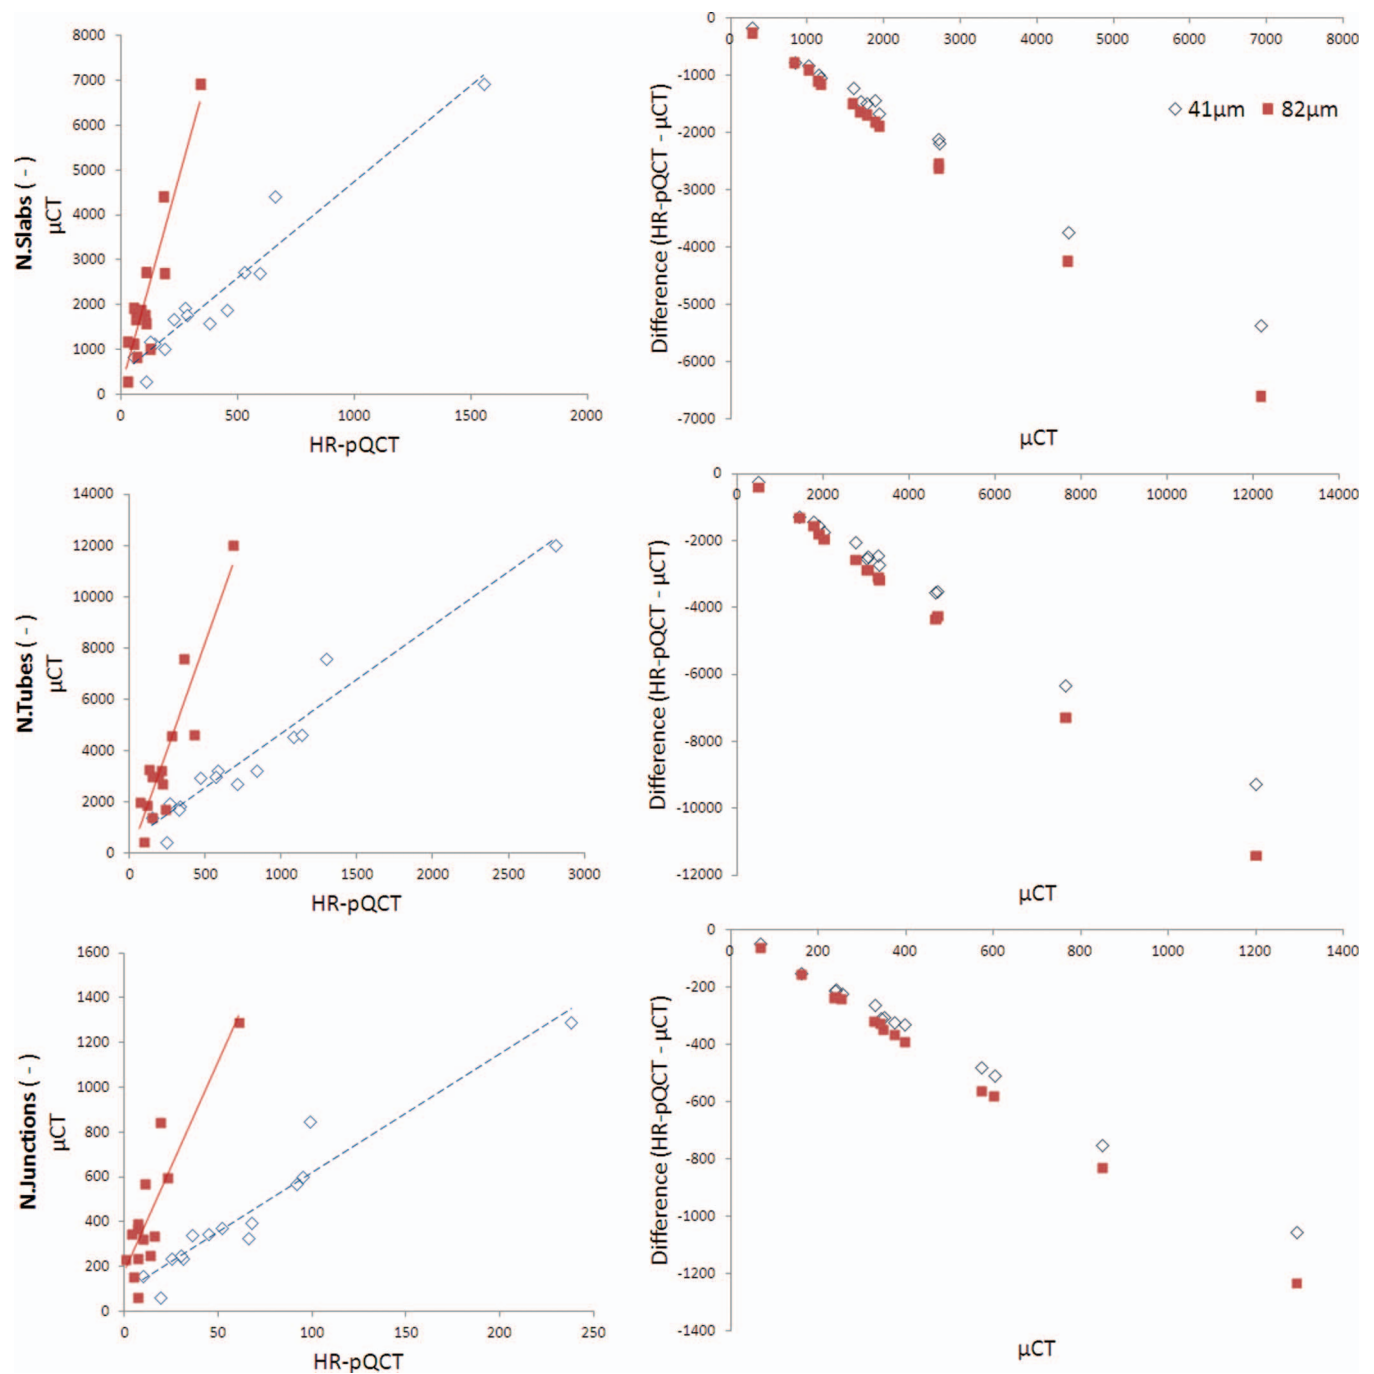 N.Slabs ( - )
µCT
8000
7000
6000
5000
4000
3000
2000
1000
0
0 500 1000 1500 2000
HR-pQCT
Difference (HR-pQCT - µCT)
0 1000 2000 3000 4000 5000 6000 7000 8000
0
-1000
-2000
-3000
-4000
-5000
-6000
-7000
41µm 82µm
µCT
N.Tubes ( - )
µCT
14000
12000
10000
8000
6000
4000
2000
0
0 500 1000 1500 2000 2500 3000
HR-pQCT
Difference (HR-pQCT - µCT)
0 2000 4000 6000 8000 10000 12000 14000
0
-2000
-4000
-6000
-8000
-10000
-12000
µCT
N.Junctions ( - )
µCT
1600
1400
1200
1000
800
600
400
200
0
0 50 100 150 200 250
HR-pQCT
Difference (HR-pQCT - µCT)
0 200 400 600 800 1000 1200 1400
0
-200
-400
-600
-800
-1000
-1200
-1400
µCT